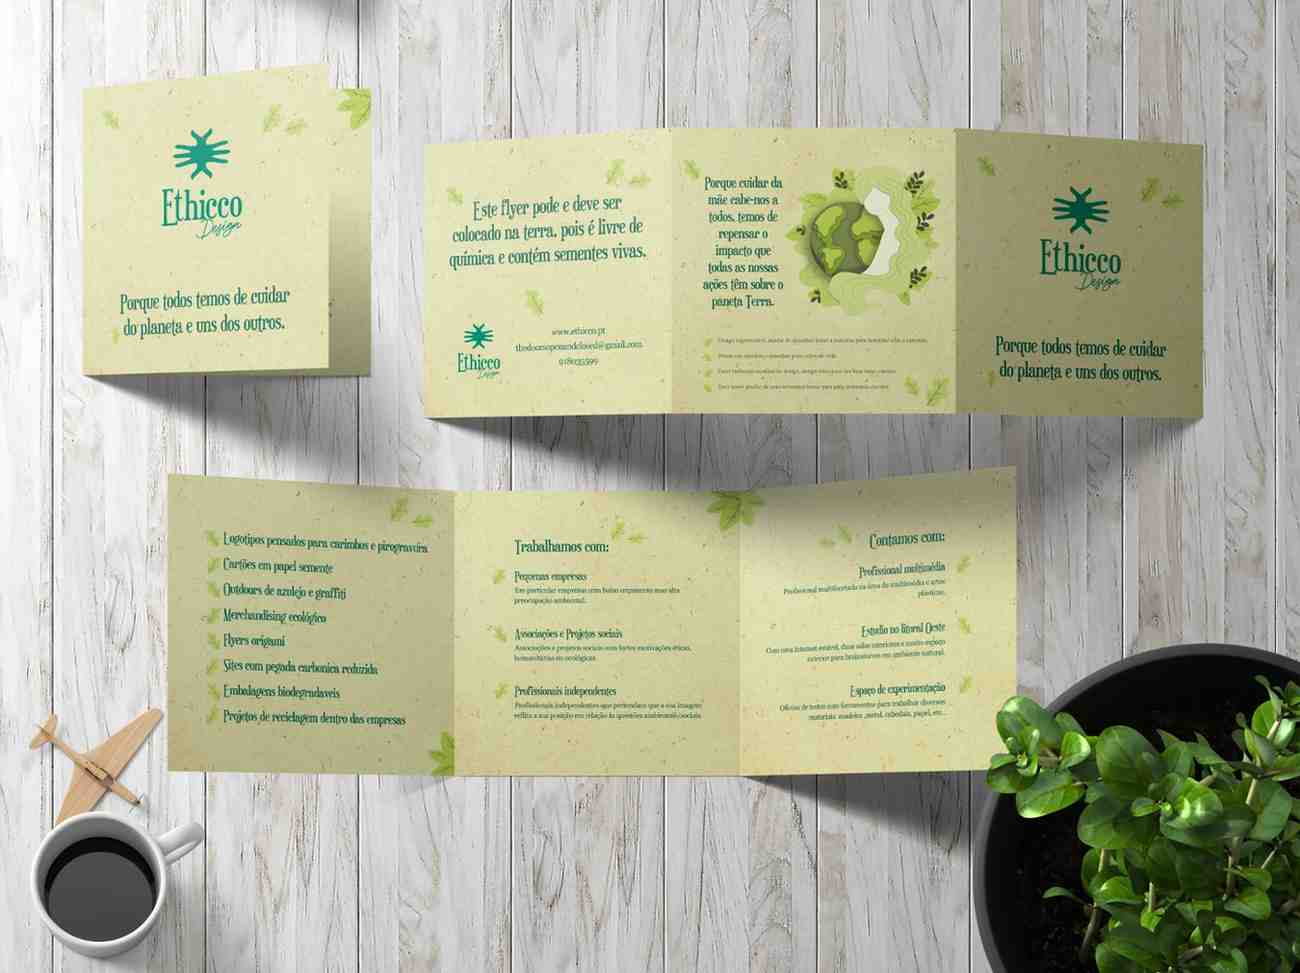 Ethicco
Design
Porque todos temos de cuidar
do planeta e uns dos outros.
Este flyer pode e deve ser
colocado na terra, pois é livre de
química e contém sementes vivas.
Ethicco
Design
www.ethicco.pt
thedooropenandclosed@gmail.com
918035599
Porque cuidar da
mãe cabe-nos a
todos, temos de
repensar o
impacto que
todas as nossas
ações têm sobre o
paneta Terra.
Ethicco
Design
Porque todos temos de cuidar
do planeta e uns dos outros.
Logotipos pensados para carimbos e pirogravura
Cartões em papel semente
Outdours de azulejo e graffiti
Merchandising ecológico
Flyers origami
Sites com pegada carbonica reduzida
Embalagens biodegradaveis
Projetos de reciclagem dentro das empresas
Trabalhamos com:
Pequenas empresas
Em particular empresas com baixo orçamento mas alta
preocupação ambiental.
Associações e Projetos sociais
Associações e projetos sociais com fortes motivações éticas,
humanitárias ou ecológicas.
Profissionais independentes
Profissionais independentes que pretendam que a sua imagem
reflita a sua posição em relação às questões ambientais/sociais.
Contamos com:
Profissional multimédia
Profissional multifacetada na área da multimédia e artes
plásticas.
Estudio no litoral Oeste
Com uma internet estável, duas salas interiores e muito espaço
exterior para brainstorms em ambiente natural.
Espaço de experimentação
Oficina de testes com ferramentas para trabalhar diversos
materiais: madeira, metal, cabedais, papel, etc...